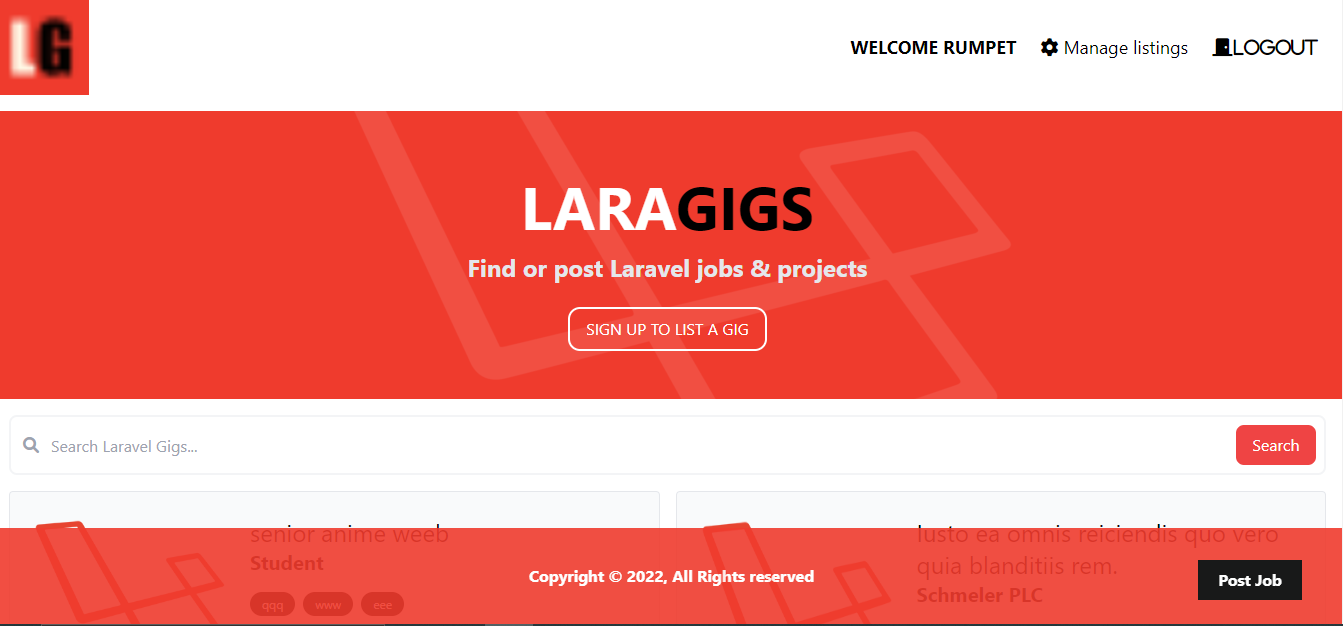 LG
WELCOME RUMPET
Manage listings
LOGOUT
LARAGIGS
Find or post Laravel jobs & projects
SIGN UP TO LIST A GIG
Search Laravel Gigs...
Search
senior anime weeb
Student
qqq www eee
Iusto ea omnis reiciendis quo vero
quia blanditiis rem.
Schmeler PLC
Copyright © 2022, All Rights reserved
Post Job